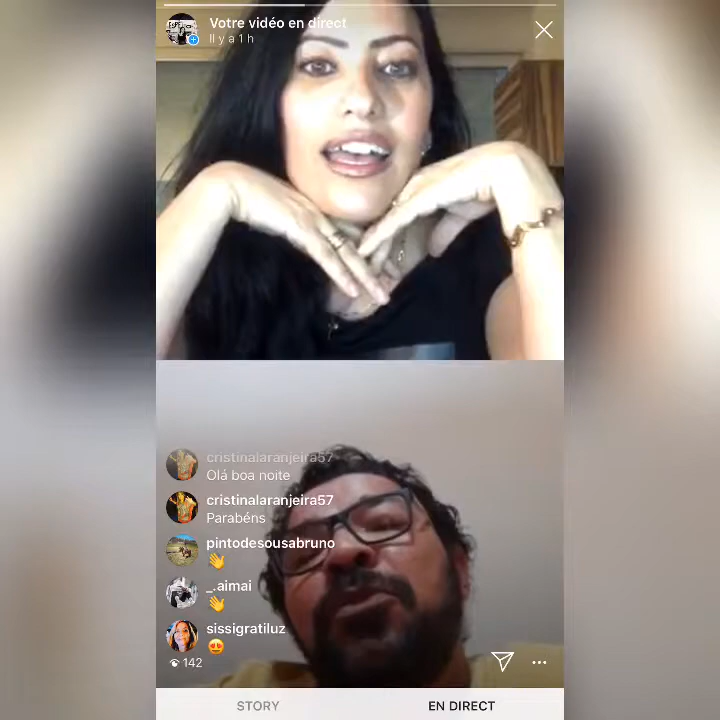 Votre vidéo en direct
Il y a 1 h
cristinalaranjeira57
Olá boa noite
cristinalaranjeira57
Parabéns
pintodesousabruno
👋
_.aimai
👋
sissigratiluz
😍
142
STORY
EN DIRECT